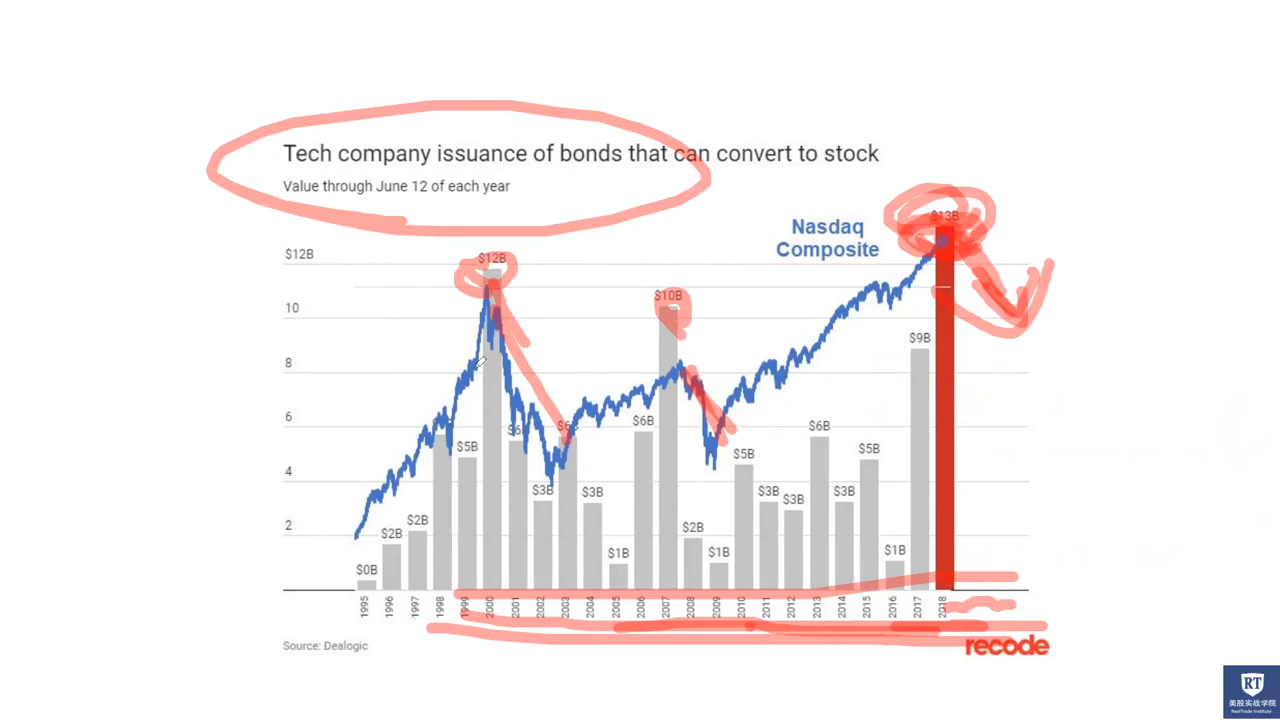 Tech company issuance of bonds that can convert to stock
Value through June 12 of each year
Nasdaq
Composite
$12B
10
8
6
4
2
$0B
$2B
$2B
$5B
$12B
$6B
$3B
$6B
$3B
$1B
$6B
$10B
$2B
$1B
$5B
$3B
$3B
$6B
$3B
$5B
$1B
$9B
$13B
1995
1996
1997
1998
1999
2000
2001
2002
2003
2004
2005
2006
2007
2008
2009
2010
2011
2012
2013
2014
2015
2016
2017
2018
Source: Dealogic
recode
RT
美股实战学院
RealTrade Institute